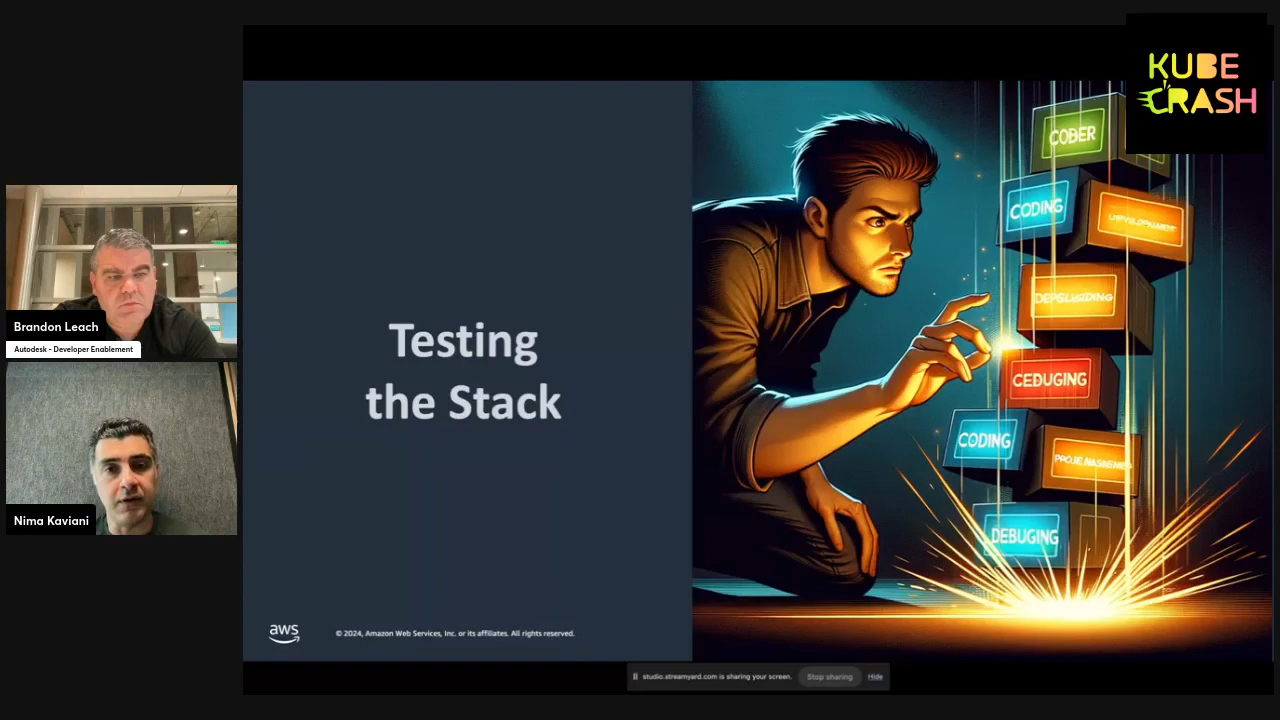 KUBE
CRASH
COBER
CODING
DEVELOPMENT
CEDUGING
CODING
DEBUGING
Testing
the Stack
Brandon Leach
Autodesk - Developer Enablement
Nima Kaviani
aws
© 2024, Amazon Web Services, Inc. or its affiliates. All rights reserved.
studio.streamyard.com is sharing your screen.
Stop sharing
Hide